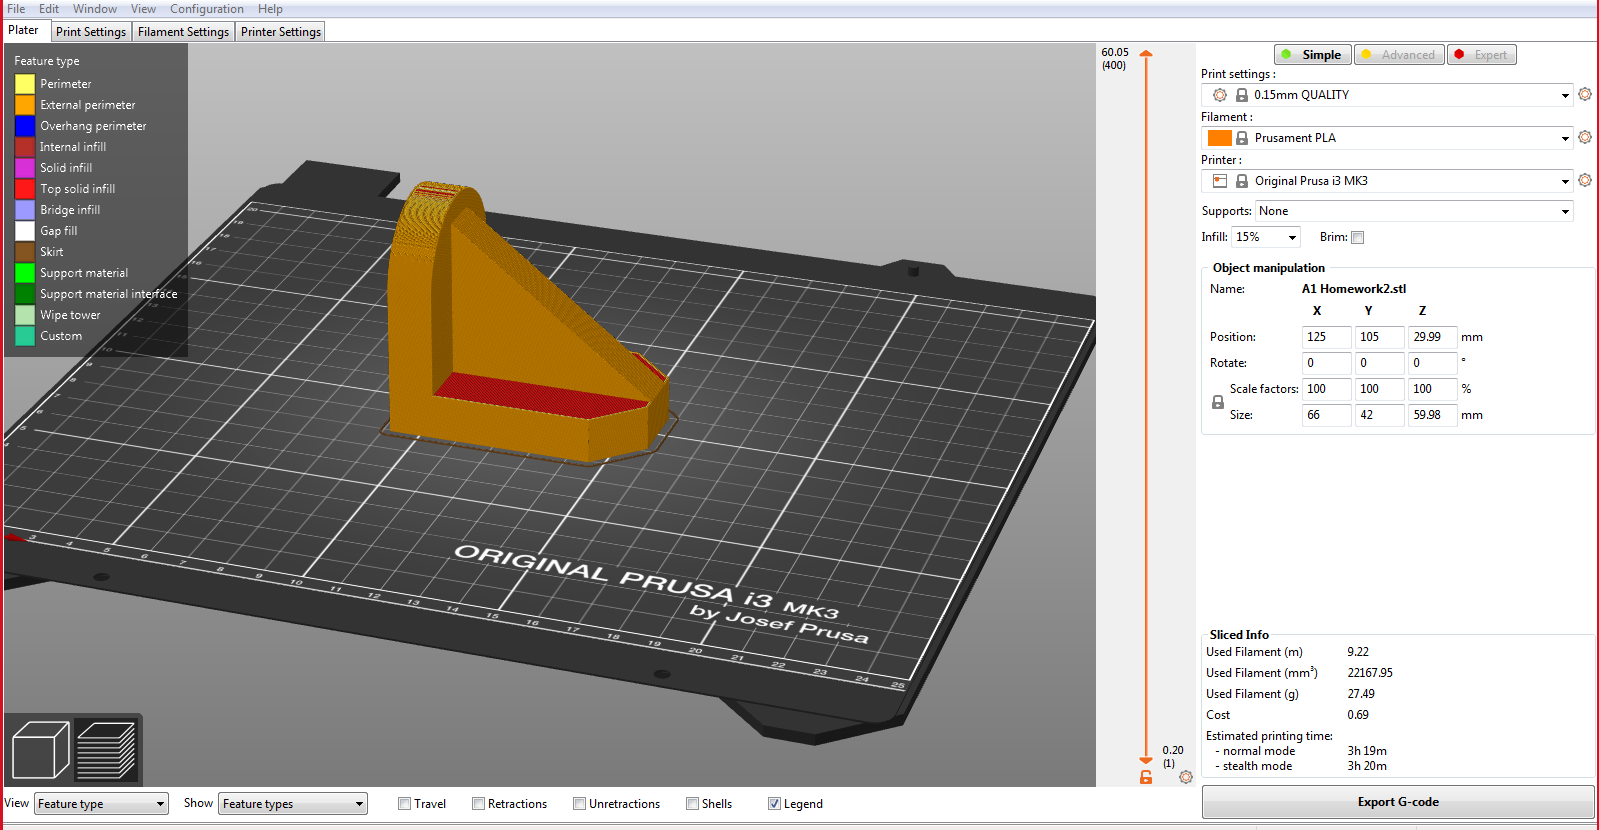 File Edit Window View Configuration Help
Plater Print Settings Filament Settings Printer Settings
Feature type
Perimeter
External perimeter
Overhang perimeter
Internal infill
Solid infill
Top solid infill
Bridge infill
Gap fill
Skirt
Support material
Support material interface
Wipe tower
Custom
ORIGINAL PRUSA i3 MK3
by Josef Prusa
3 4 5 6 7 8 9 10 11 12 13 14 15 16 17 18 19 20 21 22 23 24 25
60.05
(400)
0.20
(1)
Simple Advanced Expert
Print settings :
0.15mm QUALITY
Filament :
Prusament PLA
Printer :
Original Prusa i3 MK3
Supports: None
Infill: 15% Brim:
Object manipulation
Name: A1 Homework2.stl
X Y Z
Position: 125 105 29.99 mm
Rotate: 0 0 0 °
Scale factors: 100 100 100 %
Size: 66 42 59.98 mm
Sliced Info
Used Filament (m) 9.22
Used Filament (mm³) 22167.95
Used Filament (g) 27.49
Cost 0.69
Estimated printing time:
- normal mode 3h 19m
- stealth mode 3h 20m
Export G-code
View Feature type Show Feature types Travel Retractions Unretractions Shells Legend